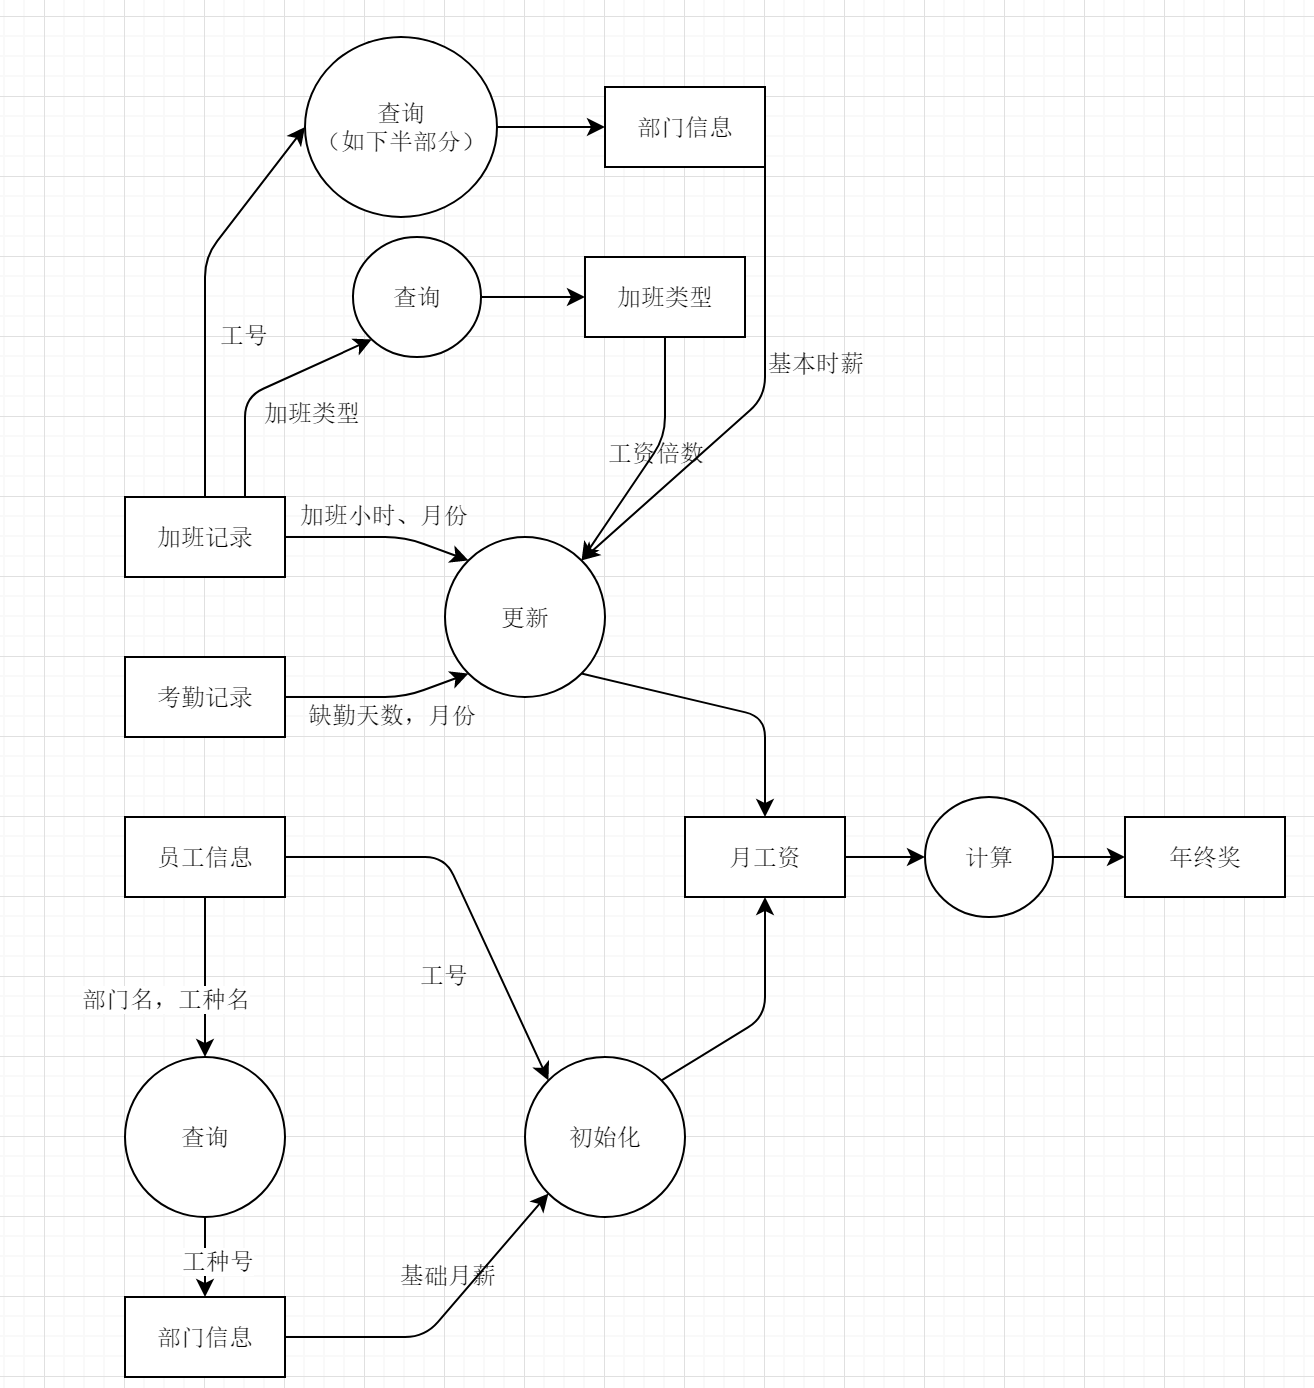 查询
（如下半部分）
部门信息
查询
加班类型
工号
基本时薪
加班类型
工资倍数
加班记录
加班小时、月份
更新
考勤记录
缺勤天数，月份
员工信息
月工资
计算
年终奖
工号
部门名，工种名
查询
初始化
工种号
基础月薪
部门信息